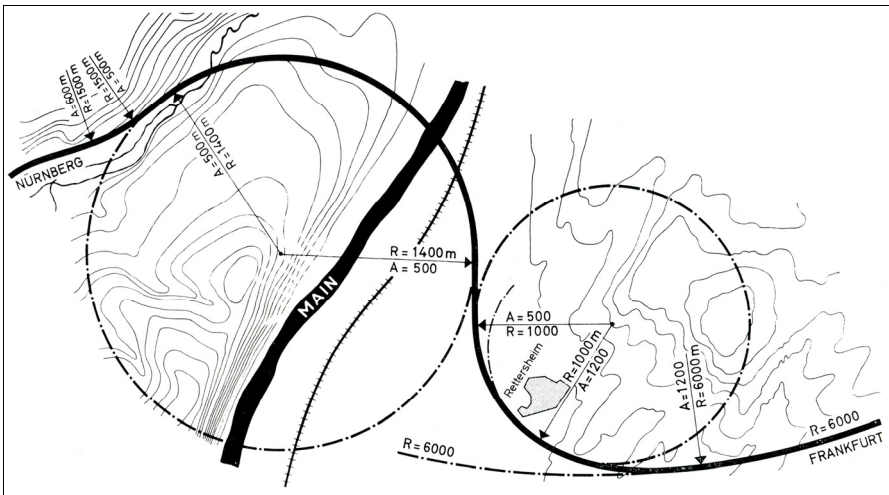 A=600m
R=1500m
R=1500m
A=500m
NÜRNBERG
R=1400m
A=500m
R=1400m
A=500
MAIN
A=500
R=1000
Rettersheim
R=1000m
A=1200
A=1200
R=6000m
R=6000
R=6000
FRANKFURT